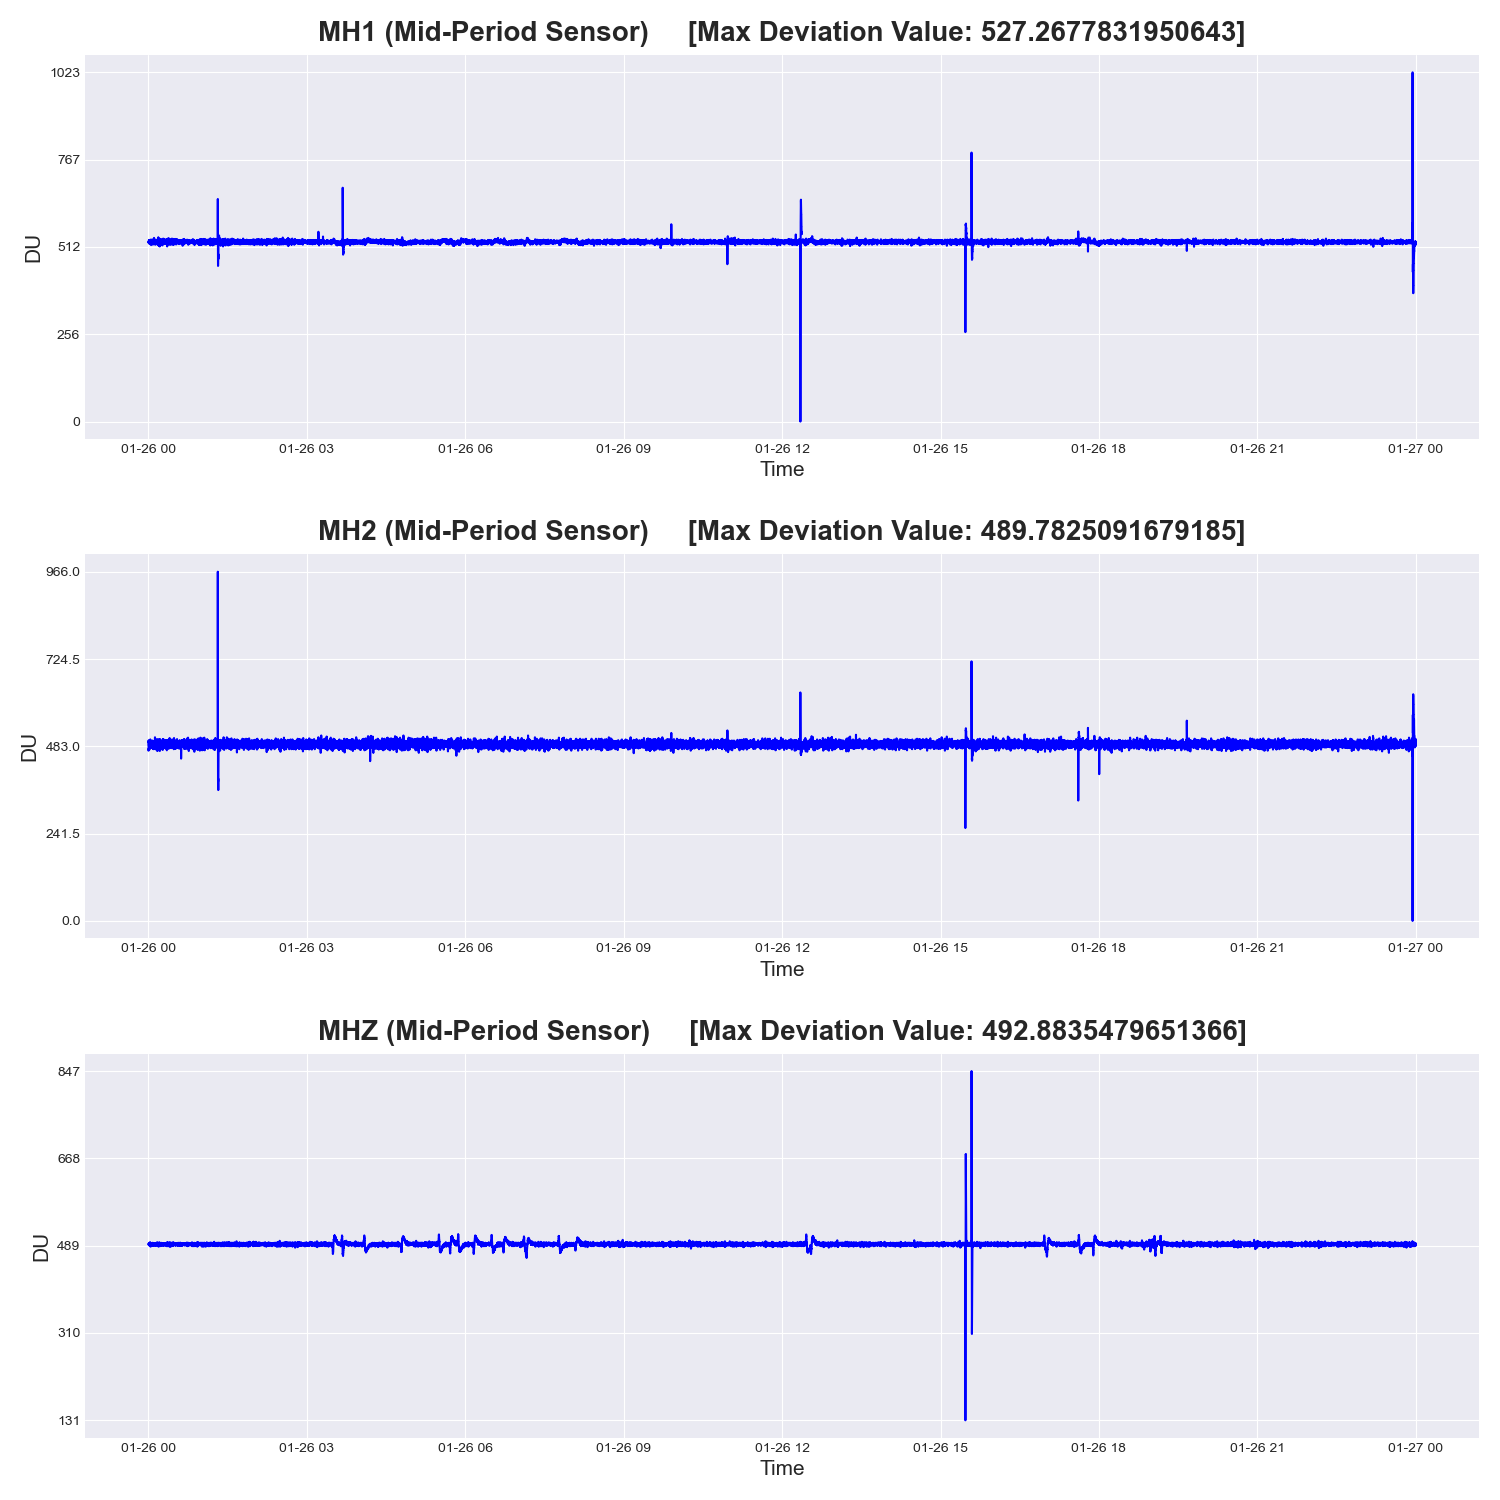 MH1 (Mid-Period Sensor) [Max Deviation Value: 527.2677831950643]
1023
767
512
256
0
DU
01-26 00 01-26 03 01-26 06 01-26 09 01-26 12 01-26 15 01-26 18 01-26 21 01-27 00
Time
MH2 (Mid-Period Sensor) [Max Deviation Value: 489.7825091679185]
966.0
724.5
483.0
241.5
0.0
DU
01-26 00 01-26 03 01-26 06 01-26 09 01-26 12 01-26 15 01-26 18 01-26 21 01-27 00
Time
MHZ (Mid-Period Sensor) [Max Deviation Value: 492.8835479651366]
847
668
489
310
131
DU
01-26 00 01-26 03 01-26 06 01-26 09 01-26 12 01-26 15 01-26 18 01-26 21 01-27 00
Time